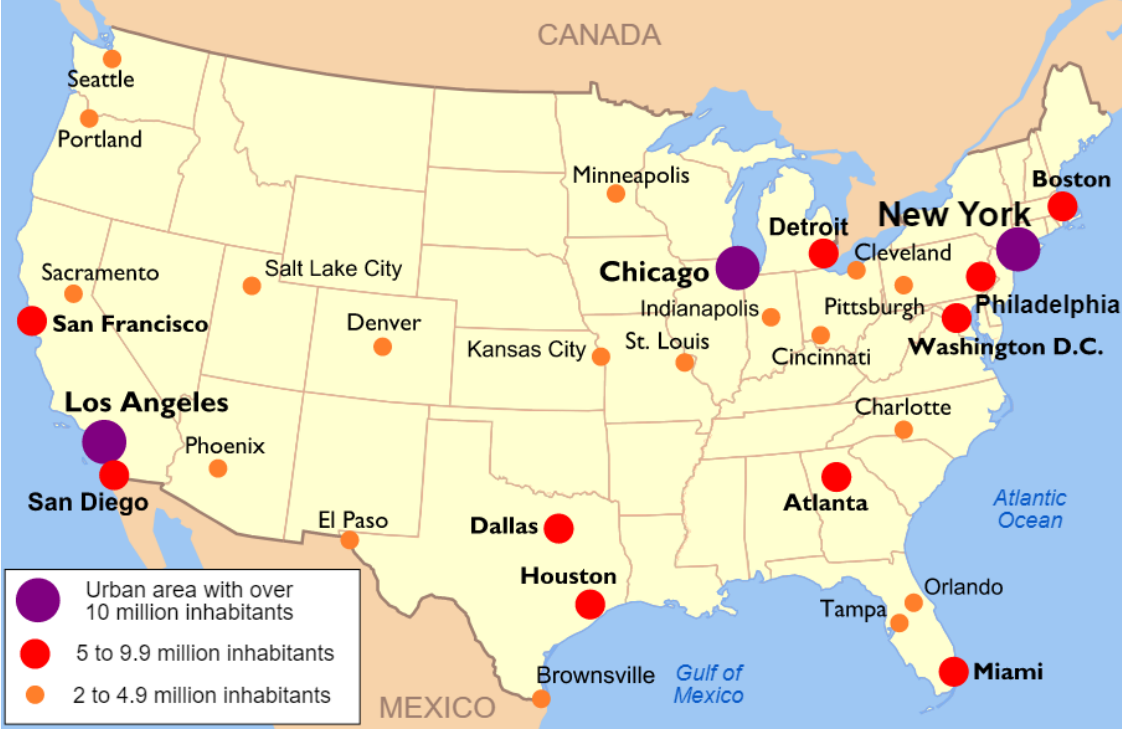 CANADA
Seattle
Portland
Minneapolis
Boston
New York
Detroit
Cleveland
Chicago
Sacramento
Salt Lake City
Indianapolis
Pittsburgh
Philadelphia
San Francisco
Denver
Kansas City
St. Louis
Cincinnati
Washington D.C.
Los Angeles
Charlotte
Phoenix
San Diego
Atlanta
Atlantic
Ocean
El Paso
Dallas
Houston
Orlando
Tampa
Brownsville
Gulf of
Mexico
Miami
MEXICO
Urban area with over
10 million inhabitants
5 to 9.9 million inhabitants
2 to 4.9 million inhabitants